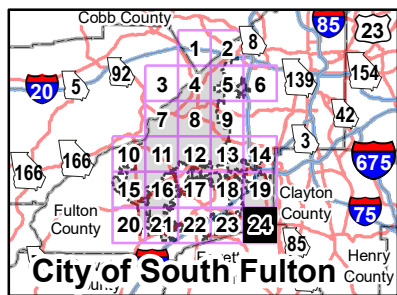 Cobb County
85
23
1 2 8
20 5 92 3 4 5 6 139 154
7 8 9 42
3
166 166 10 11 12 13 14 675
15 16 17 18 19 Clayton
Fulton County 75
County 20 21 22 23 24
85 Henry
City of South Fulton
County